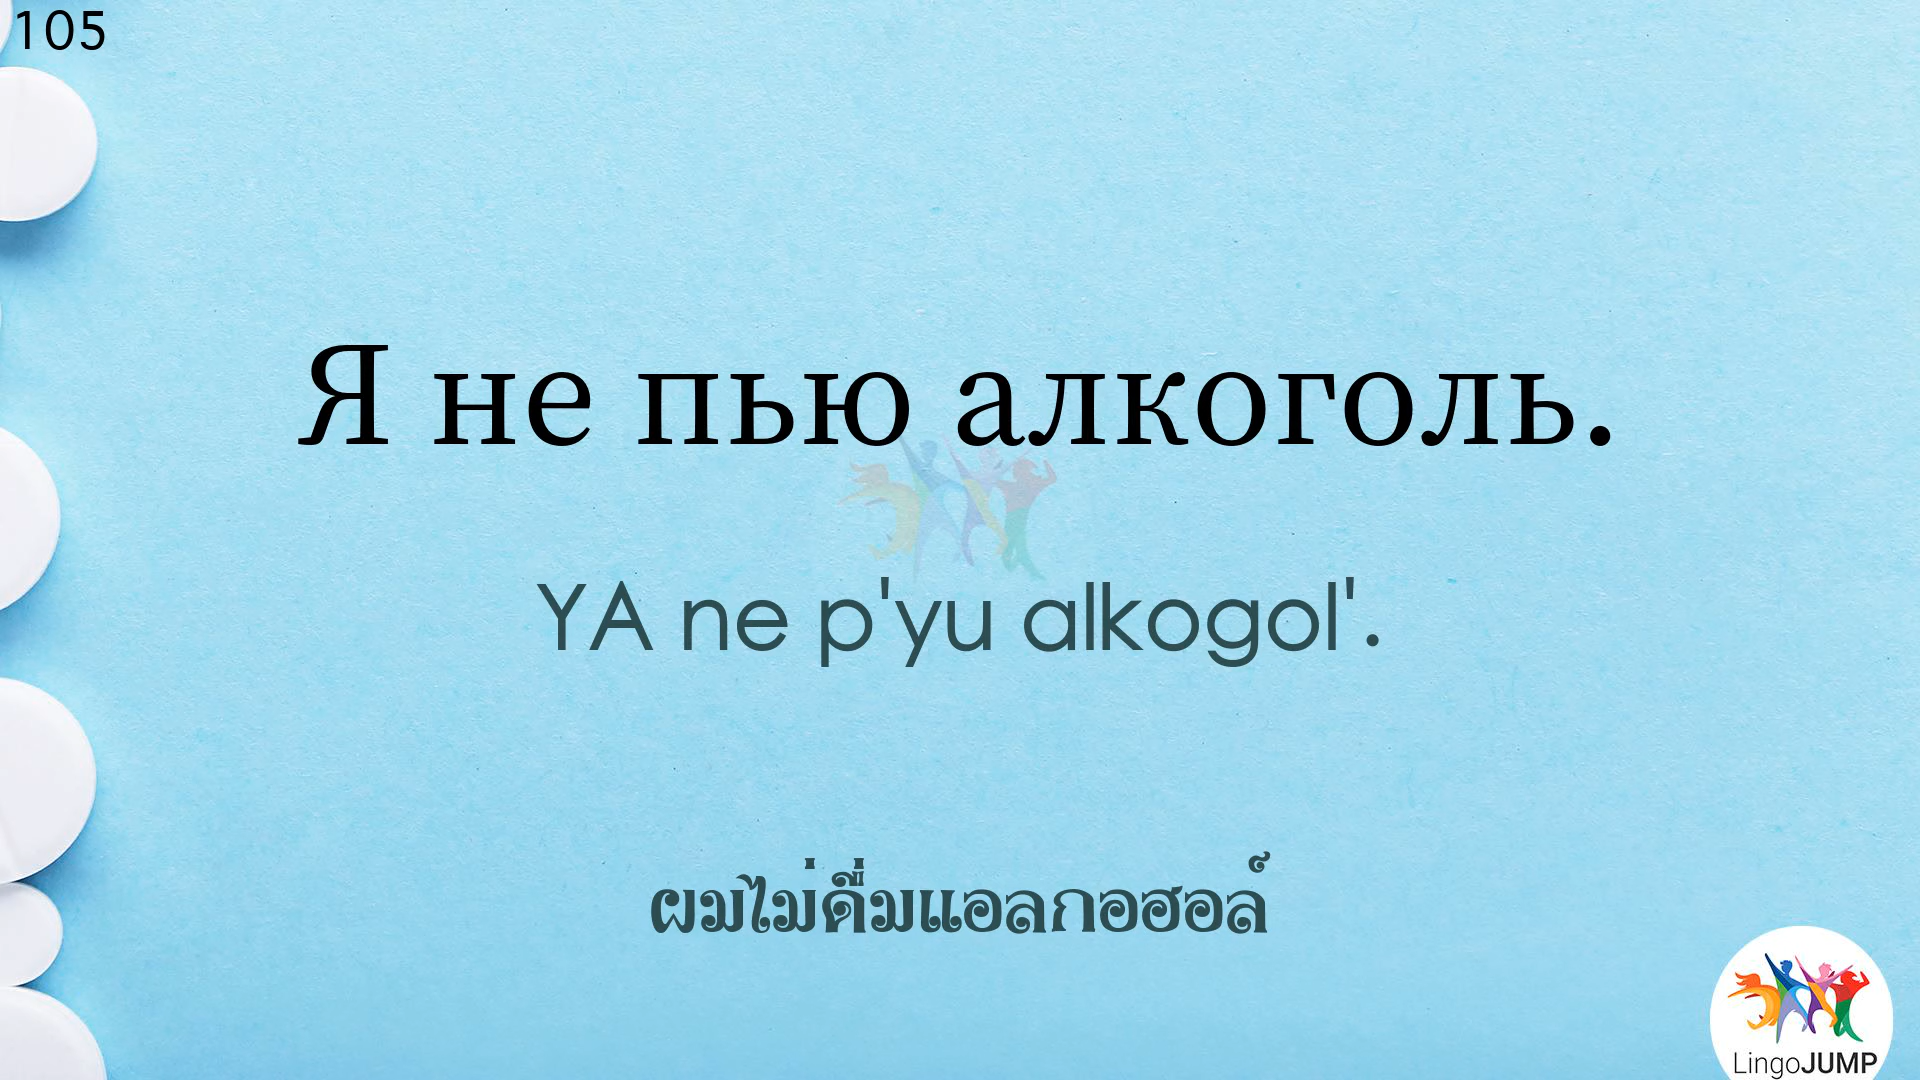 105
Я не пью алкоголь.
YA ne p'yu alkogol'.
ผมไม่ดื่มแอลกอฮอล์
LingoJUMP